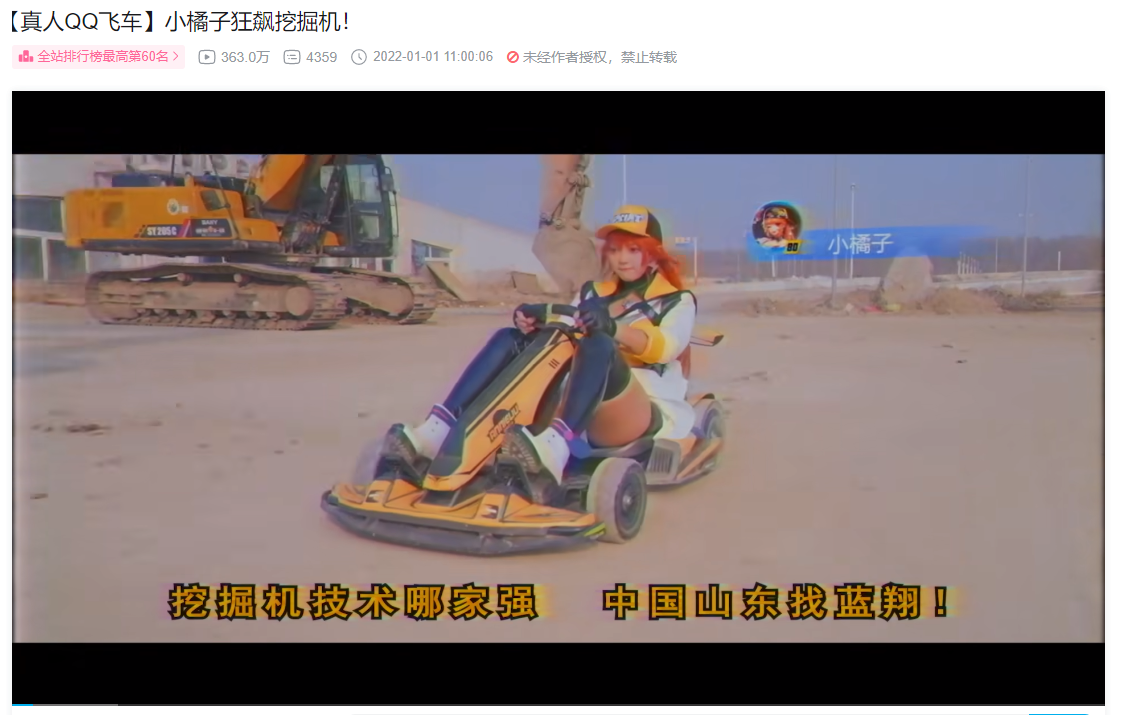 【真人QQ飞车】小橘子狂飙挖掘机！
全站排行榜最高第60名
363.0万 4359 2022-01-01 11:00:06 未经作者授权，禁止转载
SY205C
小橘子
挖掘机技术哪家强 中国山东找蓝翔！